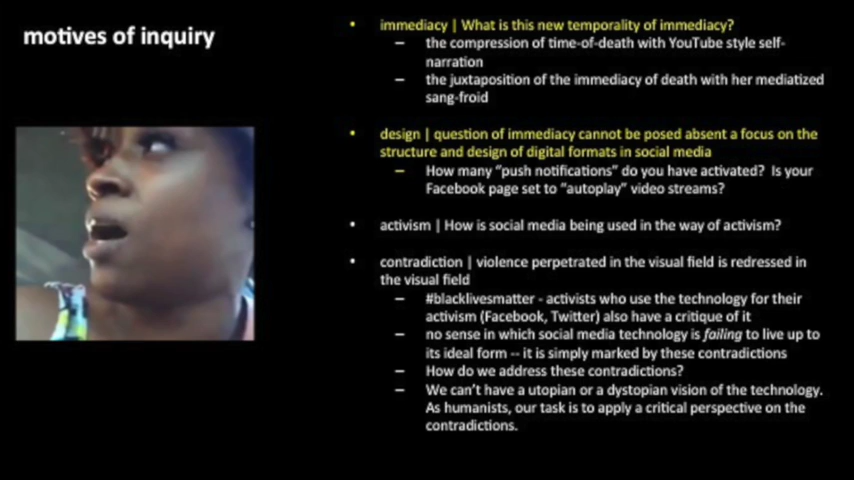 motives of inquiry
• immediacy | What is this new temporality of immediacy?
– the compression of time-of-death with YouTube style self-
narration
– the juxtaposition of the immediacy of death with her mediatized
sang-froid
• design | question of immediacy cannot be posed absent a focus on the
structure and design of digital formats in social media
– How many “push notifications” do you have activated? Is your
Facebook page set to “autoplay” video streams?
• activism | How is social media being used in the way of activism?
• contradiction | violence perpetrated in the visual field is redressed in
the visual field
– #blacklivesmatter - activists who use the technology for their
activism (Facebook, Twitter) also have a critique of it
– no sense in which social media technology is failing to live up to
its ideal form -- it is simply marked by these contradictions
– How do we address these contradictions?
– We can’t have a utopian or a dystopian vision of the technology.
As humanists, our task is to apply a critical perspective on the
contradictions.